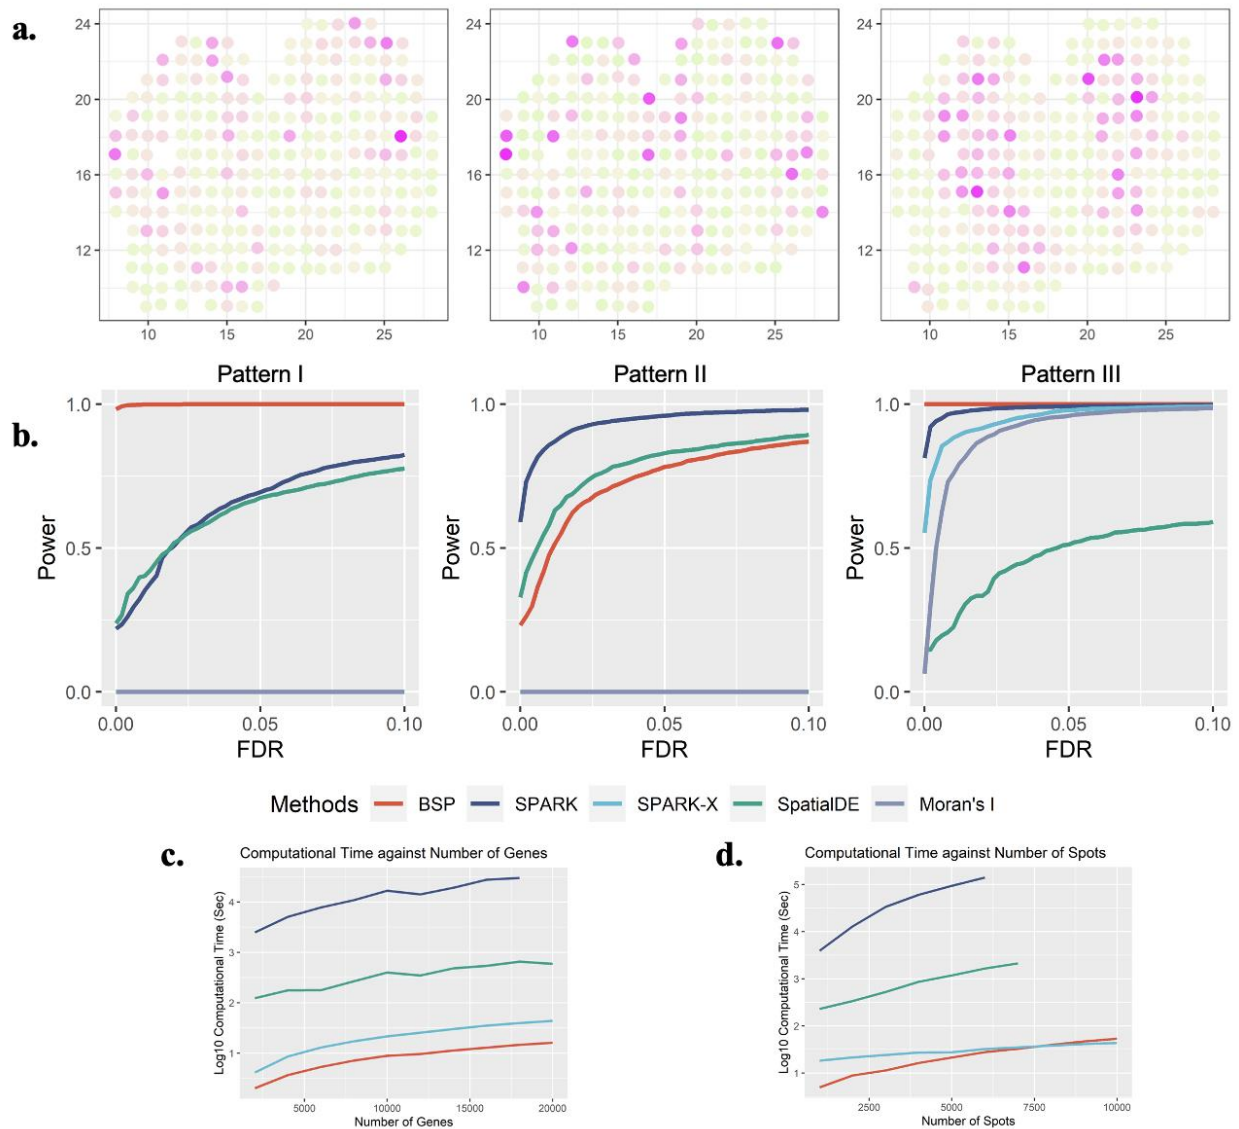 a.
24
20
16
12
10 15 20 25
24
20
16
12
10 15 20 25
24
20
16
12
10 15 20 25
b.
Pattern I Pattern II Pattern III
Power
1.0
0.5
0.0
0.00 0.05 0.10
FDR
Power
1.0
0.5
0.0
0.00 0.05 0.10
FDR
Power
1.0
0.5
0.0
0.00 0.05 0.10
FDR
Methods BSP SPARK SPARK-X SpatialDE Moran's I
c.
Computational Time against Number of Genes
Log10 Computational Time (Sec)
4
3
2
1
5000 10000 15000 20000
Number of Genes
d.
Computational Time against Number of Spots
Log10 Computational Time (Sec)
5
4
3
2
1
2500 5000 7500 10000
Number of Spots